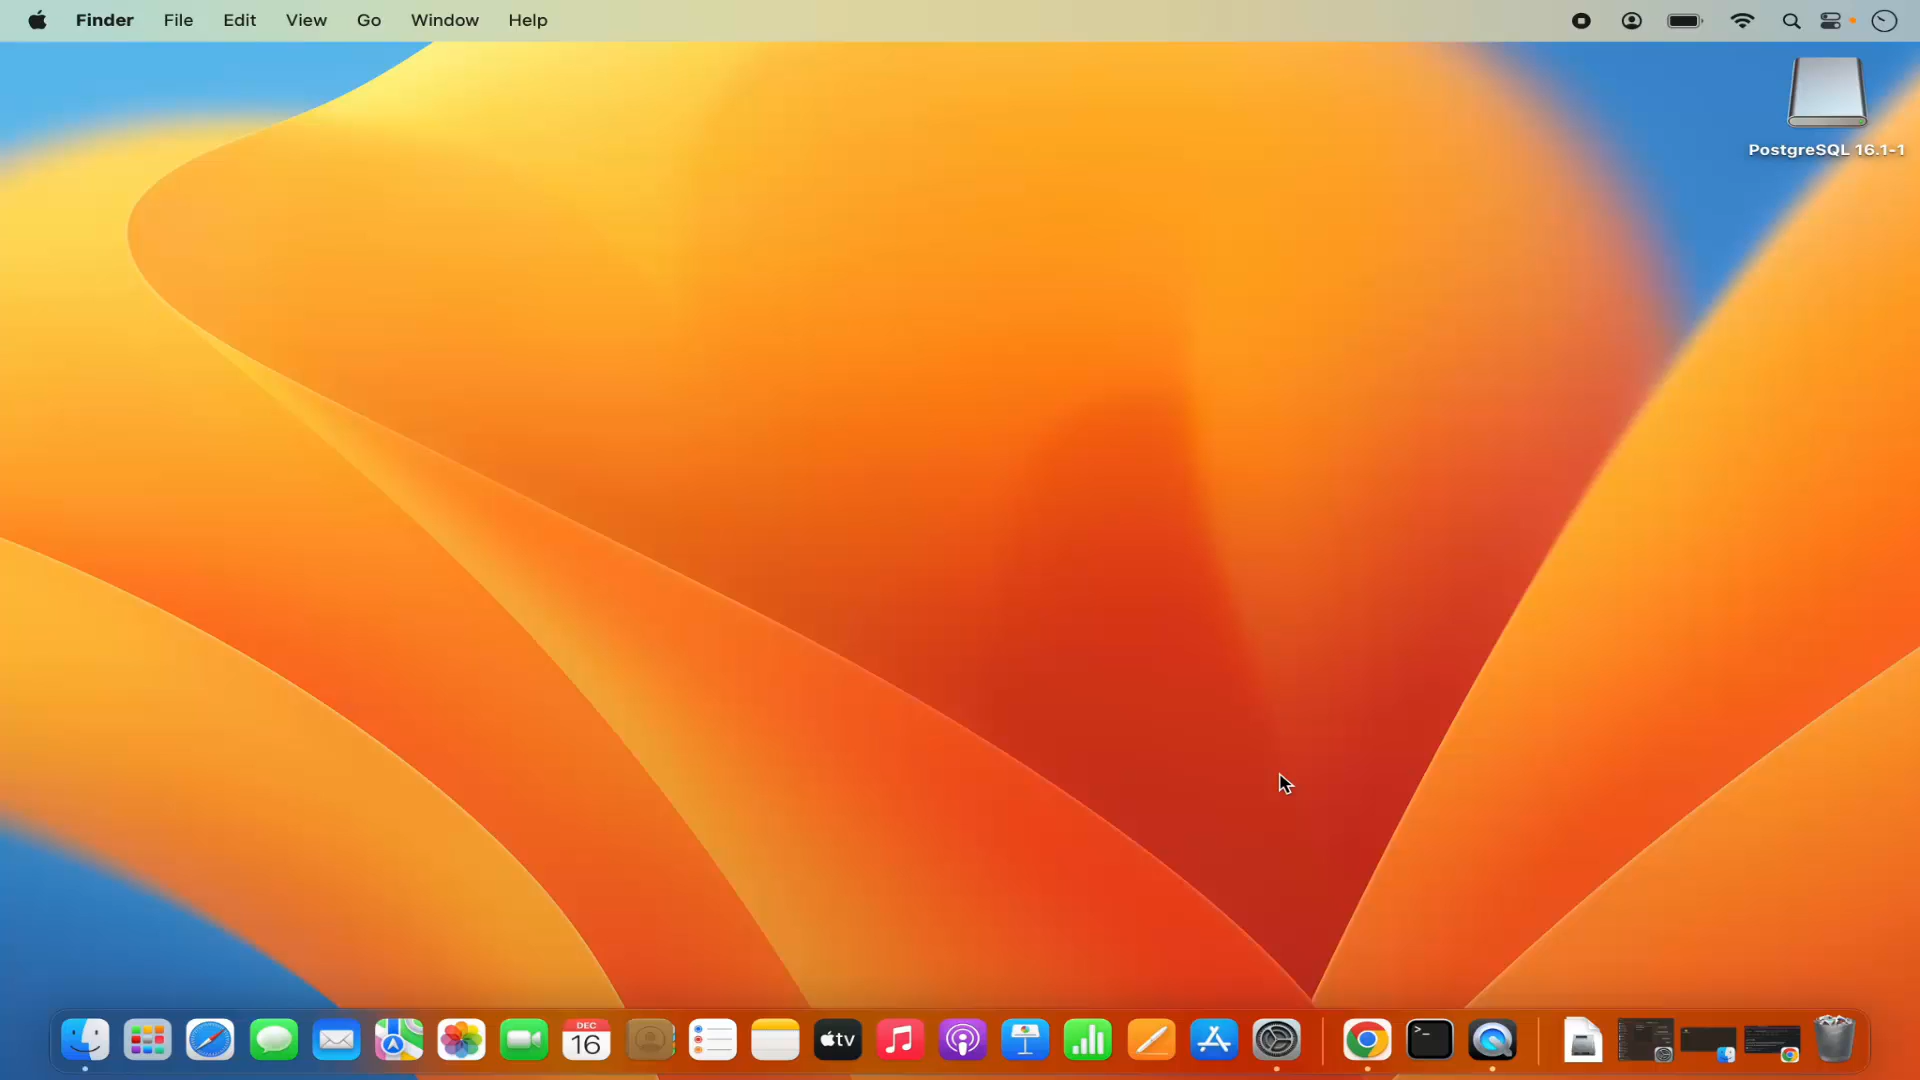 Finder File Edit View Go Window Help
PostgreSQL 16.1-1
DEC
16
tv
>_